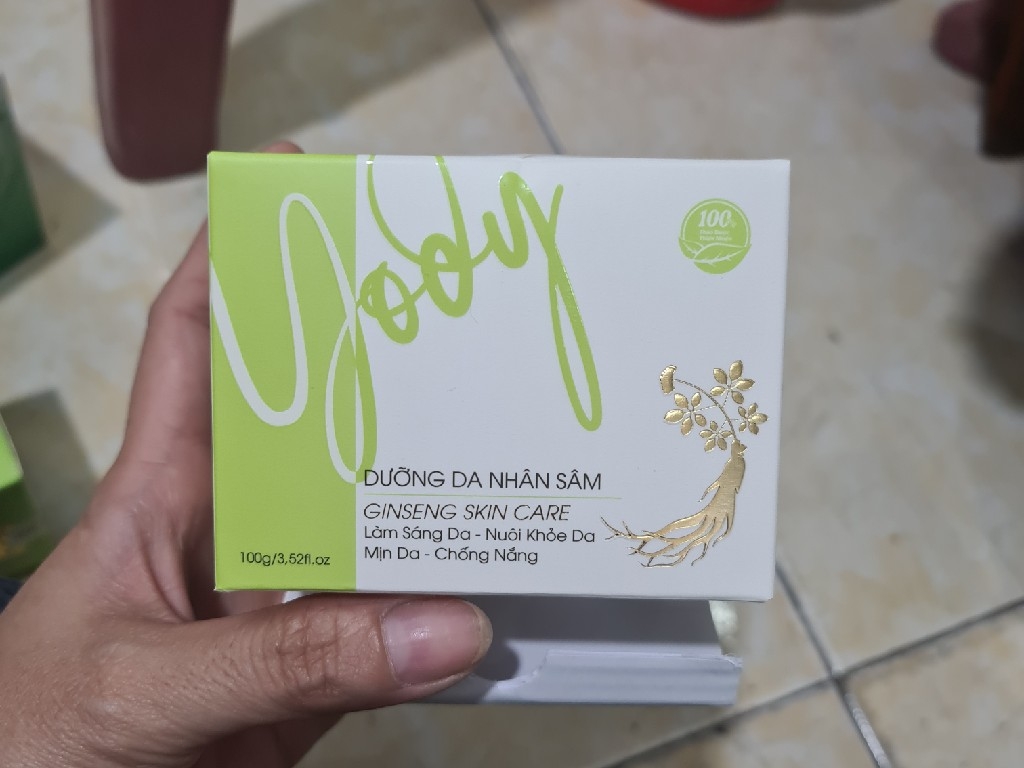 Yody
100%
DƯỠNG DA NHÂN SÂM
GINSENG SKIN CARE
Làm Sáng Da - Nuôi Khỏe Da
Mịn Da - Chống Nắng
100g/3,52fl.oz